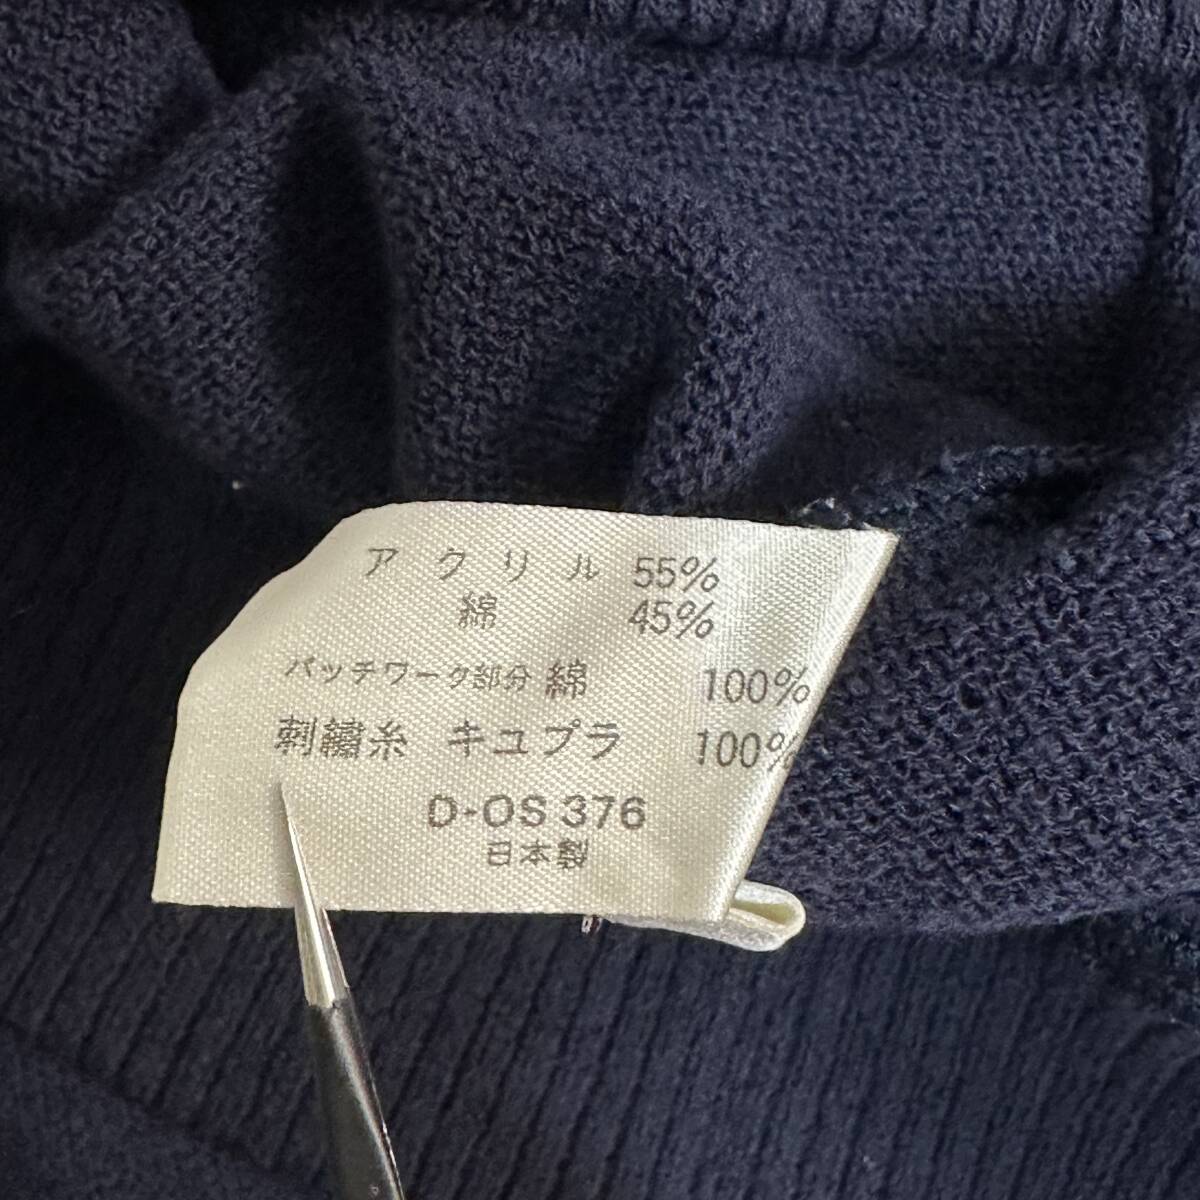 アクリル 55%
綿 45%
パッチワーク部分 綿 100%
刺繍糸 キュプラ 100%
D-OS 376
日本製